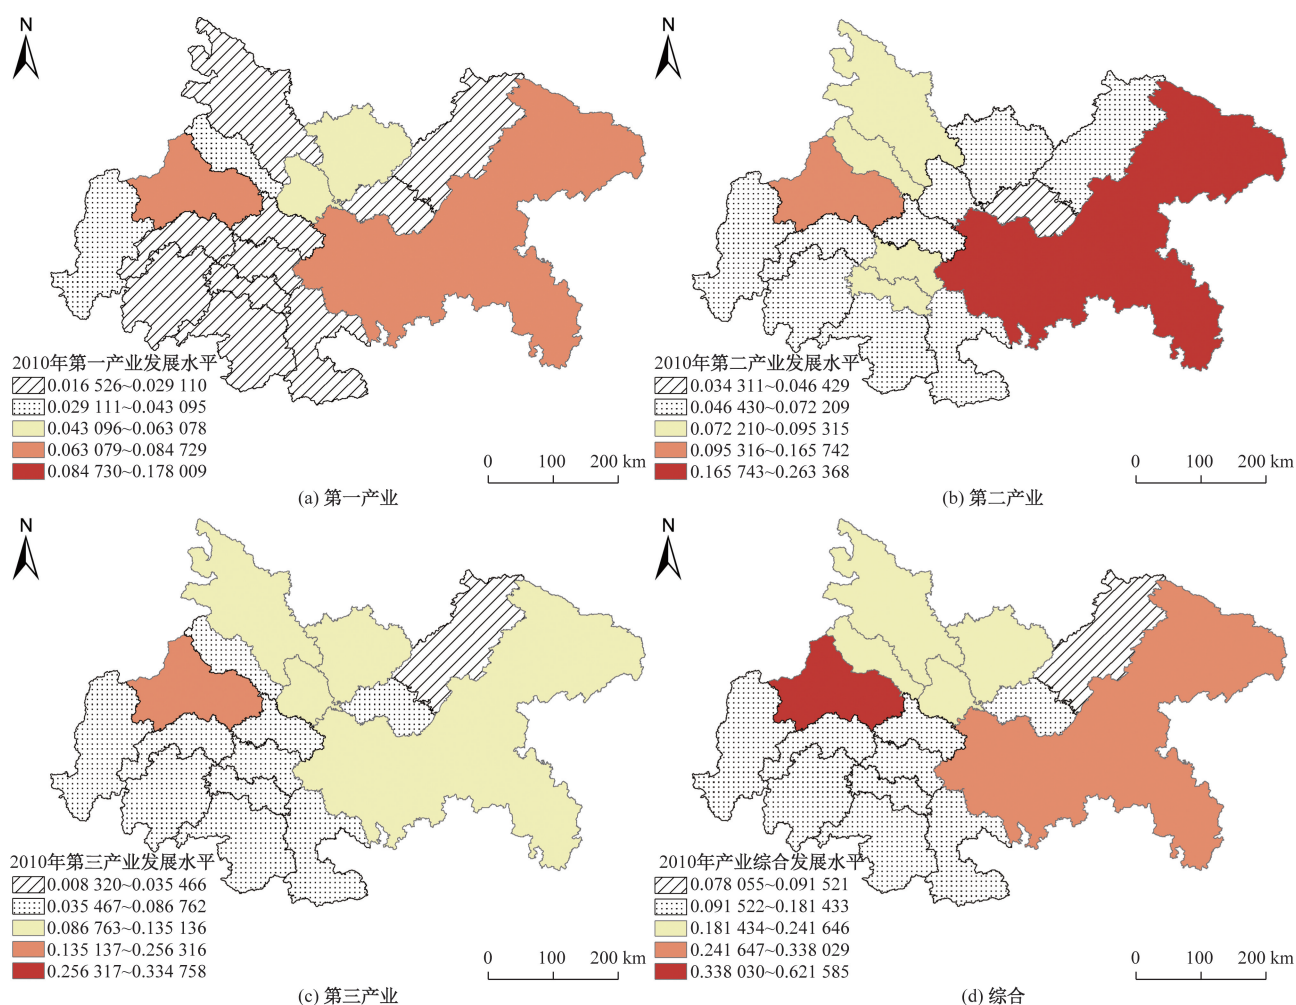 N
2010年第一产业发展水平
0.016 526~0.029 110
0.029 111~0.043 095
0.043 096~0.063 078
0.063 079~0.084 729
0.084 730~0.178 009
0 100 200 km
(a) 第一产业
N
2010年第二产业发展水平
0.034 311~0.046 429
0.046 430~0.072 209
0.072 210~0.095 315
0.095 316~0.165 742
0.165 743~0.263 368
0 100 200 km
(b) 第二产业
N
2010年第三产业发展水平
0.008 320~0.035 466
0.035 467~0.086 762
0.086 763~0.135 136
0.135 137~0.256 316
0.256 317~0.334 758
0 100 200 km
(c) 第三产业
N
2010年产业综合发展水平
0.078 055~0.091 521
0.091 522~0.181 433
0.181 434~0.241 646
0.241 647~0.338 029
0.338 030~0.621 585
0 100 200 km
(d) 综合